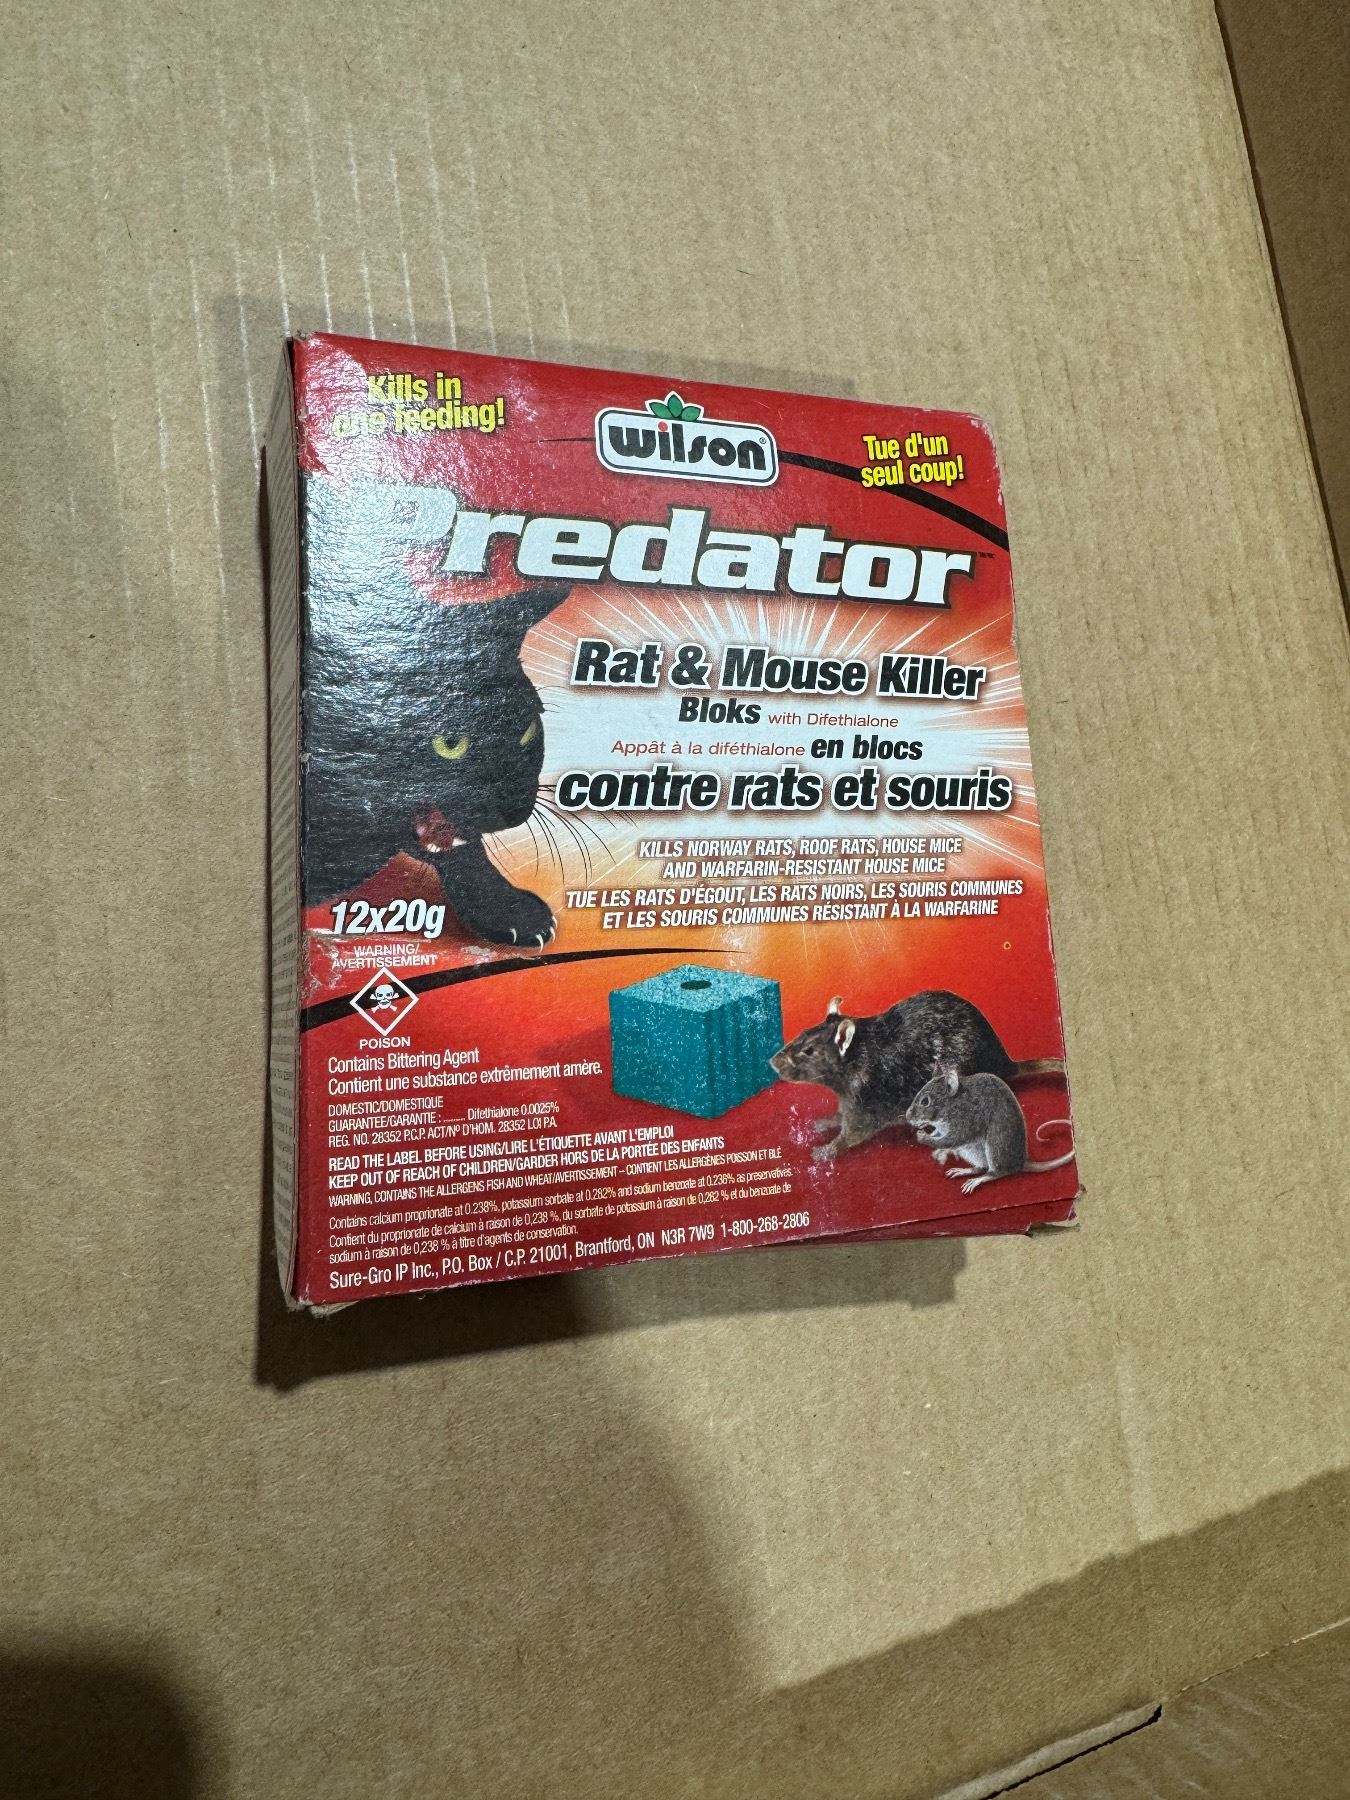 Kills in
one feeding!
wilson®
Tue d'un
seul coup!
Predator™
Rat & Mouse Killer
Bloks with Difethialone
Appât à la diféthialone en blocs
contre rats et souris
KILLS NORWAY RATS, ROOF RATS, HOUSE MICE
AND WARFARIN-RESISTANT HOUSE MICE
TUE LES RATS D'ÉGOUT, LES RATS NOIRS, LES SOURIS COMMUNES
ET LES SOURIS COMMUNES RÉSISTANT À LA WARFARINE
12x20g
WARNING/
AVERTISSEMENT
POISON
Contains Bittering Agent
Contient une substance extrêmement amère.
DOMESTIC/DOMESTIQUE
GUARANTEE/GARANTIE : ........ Difethialone 0.0025%
REG. NO. 28352 P.C.P. ACT/Nº D'HOM. 28352 LOI P.A.
READ THE LABEL BEFORE USING/LIRE L'ÉTIQUETTE AVANT L'EMPLOI
KEEP OUT OF REACH OF CHILDREN/GARDER HORS DE LA PORTÉE DES ENFANTS
WARNING, CONTAINS THE ALLERGENS FISH AND WHEAT/AVERTISSEMENT – CONTIENT LES ALLERGÈNES POISSON ET BLÉ
Contains calcium proprionate at 0.238%, potassium sorbate at 0.282% and sodium benzoate at 0.238% as preservatives.
Contient du proprionate de calcium à raison de 0,238 %, du sorbate de potassium à raison de 0,282 % et du benzoate de
sodium à raison de 0,238 % à titre d'agents de conservation.
Sure-Gro IP Inc., P.O. Box / C.P. 21001, Brantford, ON N3R 7W9 1-800-268-2806